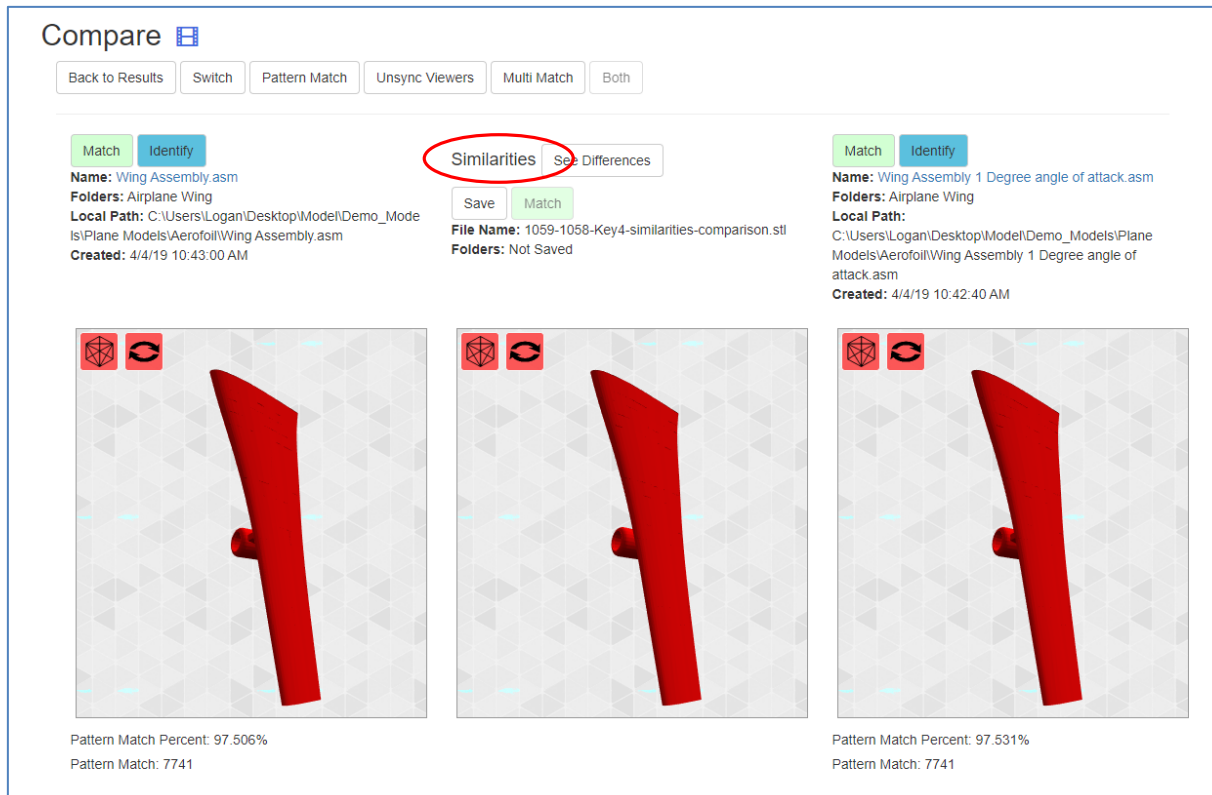 Compare
Back to Results Switch Pattern Match Unsync Viewers Multi Match Both
Match Identify
Name: Wing Assembly.asm
Folders: Airplane Wing
Local Path: C:\Users\Logan\Desktop\Model\Demo_Mode
ls\Plane Models\Aerofoil\Wing Assembly.asm
Created: 4/4/19 10:43:00 AM
Similarities See Differences
Save Match
File Name: 1059-1058-Key4-similarities-comparison.stl
Folders: Not Saved
Match Identify
Name: Wing Assembly 1 Degree angle of attack.asm
Folders: Airplane Wing
Local Path:
C:\Users\Logan\Desktop\Model\Demo_Models\Plane
Models\Aerofoil\Wing Assembly 1 Degree angle of
attack.asm
Created: 4/4/19 10:42:40 AM
Pattern Match Percent: 97.506%
Pattern Match: 7741
Pattern Match Percent: 97.531%
Pattern Match: 7741